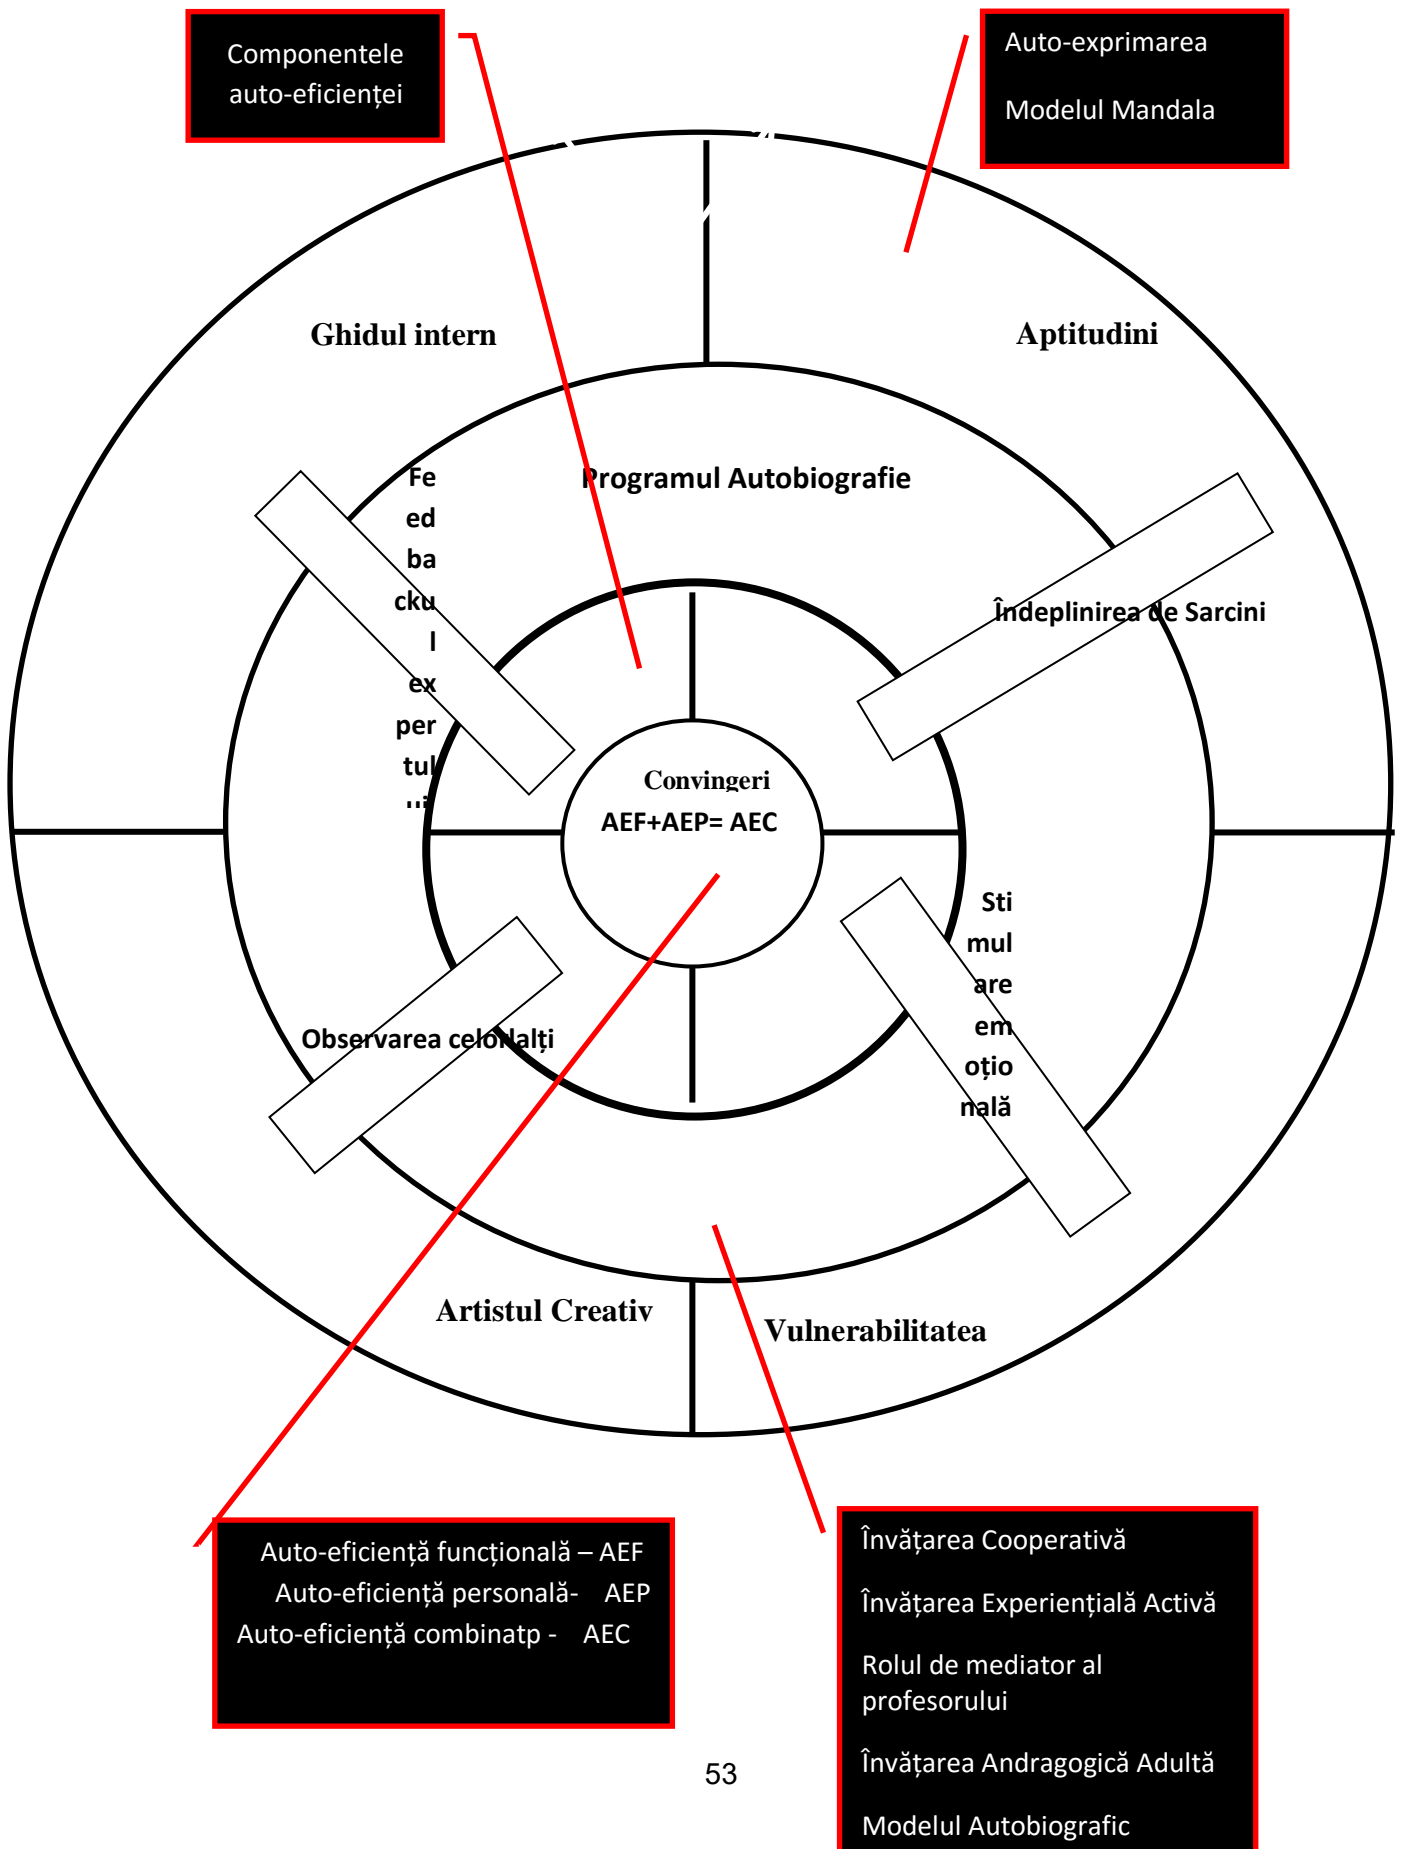 Componentele
auto-eficienței
Auto-exprimarea
Modelul Mandala
Ghidul intern
Aptitudini
Programul Autobiografie
Fe
ed
ba
cku
l
ex
per
tul
ui
Îndeplinirea de Sarcini
Convingeri
AEF+AEP= AEC
Sti
mul
are
em
oțio
nală
Observarea celorlalți
Artistul Creativ
Vulnerabilitatea
Auto-eficiență funcțională – AEF
Auto-eficiență personală- AEP
Auto-eficiență combinatp - AEC
Învățarea Cooperativă
Învățarea Experiențială Activă
Rolul de mediator al
profesorului
Învățarea Andragogică Adultă
Modelul Autobiografic
53